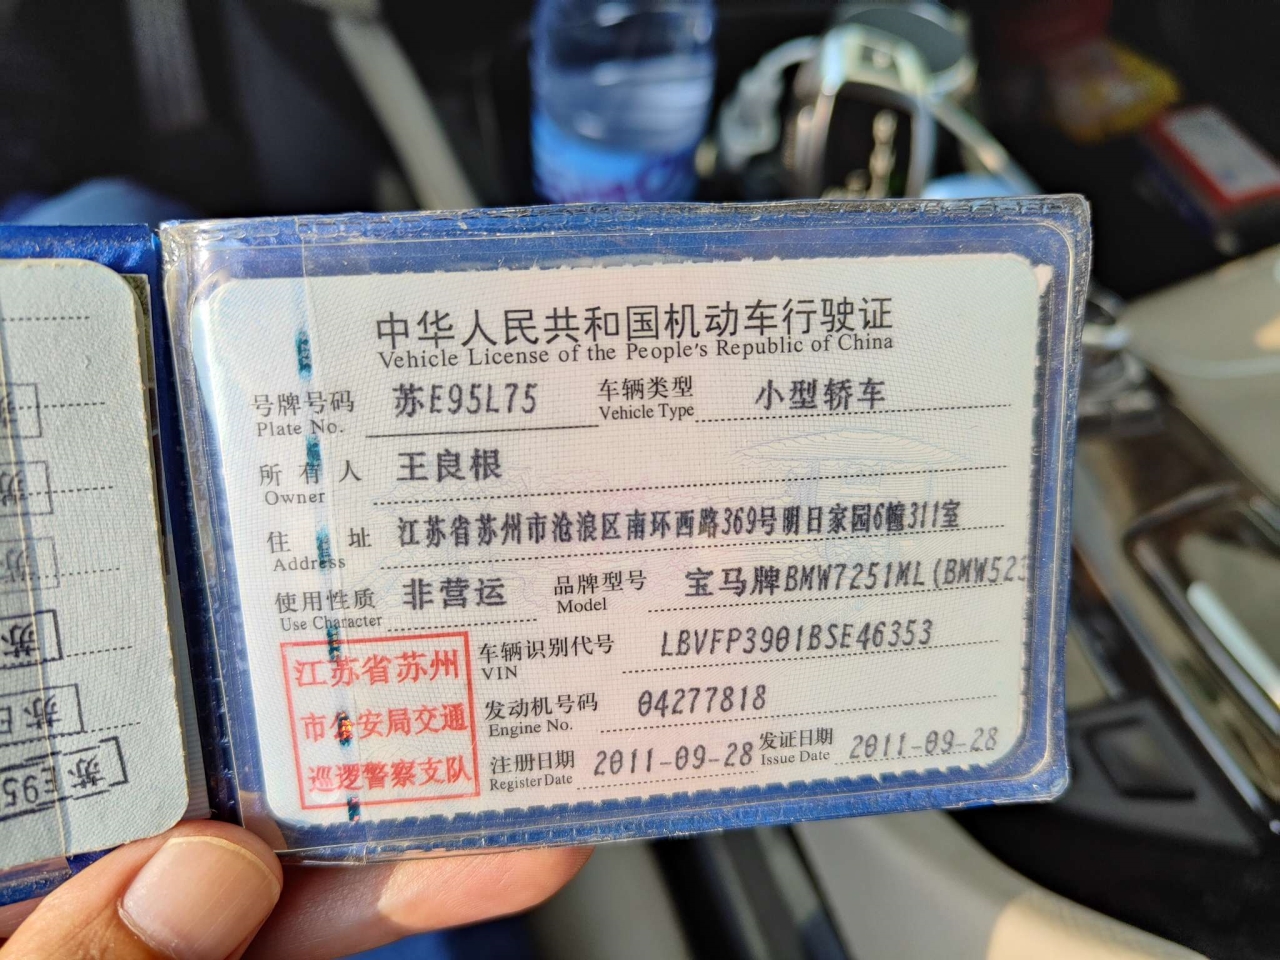 中华人民共和国机动车行驶证
Vehicle License of the People's Republic of China
号牌号码 苏E95L75 车辆类型 小型轿车
Plate No. Vehicle Type
所有人 王良根
Owner
住址 江苏省苏州市沧浪区南环西路369号明日家园6幢311室
Address
使用性质 非营运 品牌型号 宝马牌BMW7251ML(BMW523
Use Character Model
车辆识别代号 LBVFP3901BSE46353
VIN
发动机号码 04277818
Engine No.
注册日期 2011-09-28 发证日期 2011-09-28
Register Date Issue Date
江苏省苏州
市公安局交通
巡逻警察支队